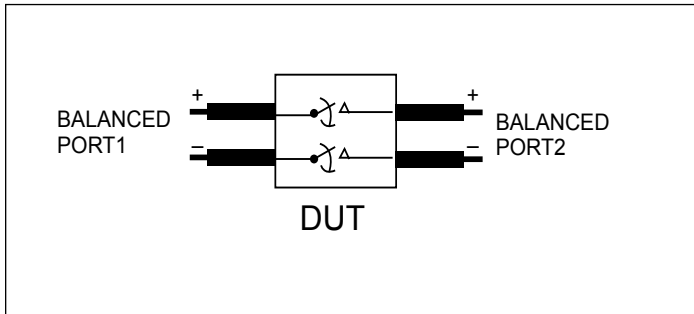 + +
BALANCED
PORT1
BALANCED
PORT2
– –
DUT